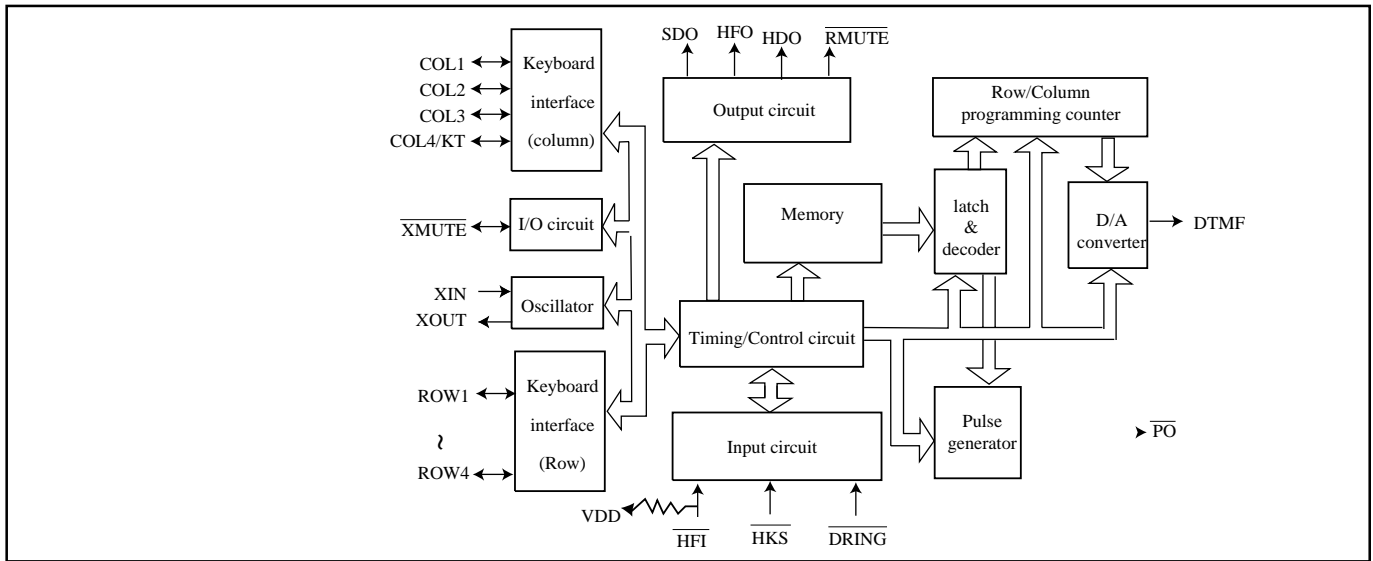 SDO
HFO
HDO
RMUTE
COL1
COL2
COL3
COL4/KT
Keyboard
interface
(column)
Output circuit
Row/Column
programming counter
XMUTE
I/O circuit
Memory
latch
&
decoder
D/A
converter
DTMF
XIN
XOUT
Oscillator
Timing/Control circuit
ROW1
~
ROW4
Keyboard
interface
(Row)
Input circuit
Pulse
generator
PO
VDD
HFI
HKS
DRING